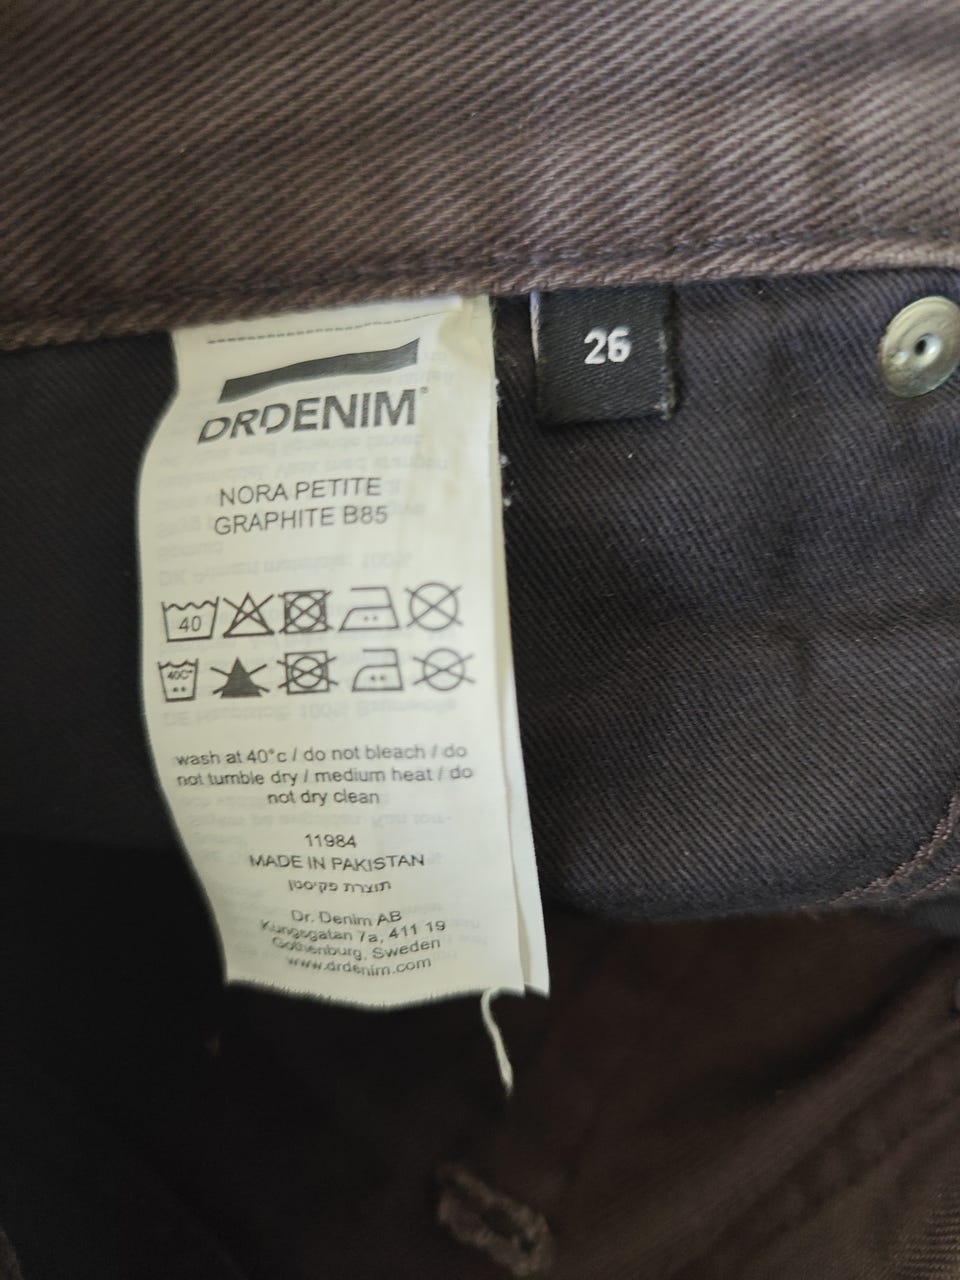 DRDENIM®
26
NORA PETITE
GRAPHITE B85
40
40C°
wash at 40°c / do not bleach / do
not tumble dry / medium heat / do
not dry clean
11984
MADE IN PAKISTAN
תוצרת פקיסטן
Dr. Denim AB
Kungsgatan 7a, 411 19
Gothenburg, Sweden
www.drdenim.com